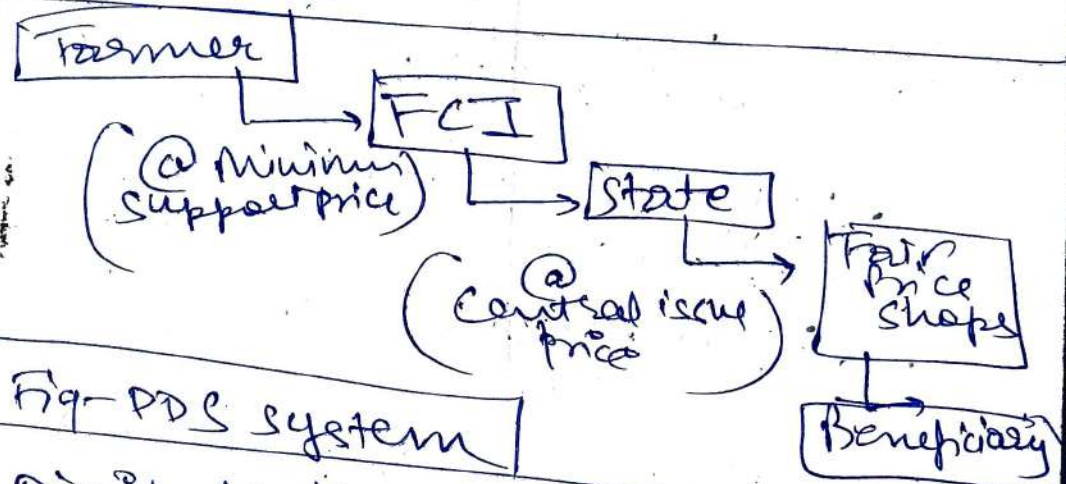 Farmer
FCI
(@ Minimum
support price)
State
Fair
Price
Shops
(@
Central issue
price)
Fig- PDS system
Beneficiary